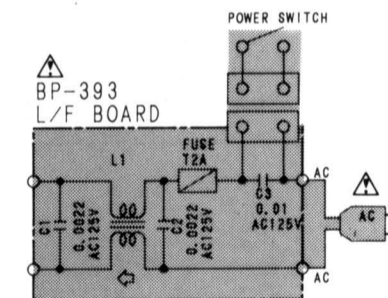 POWER SWITCH
BP-393
L/F BOARD
FUSE
T2A
L1
AC
C3
0.01
AC125V
C1
0.0022
AC125V
C2
0.0022
AC125V
AC
AC